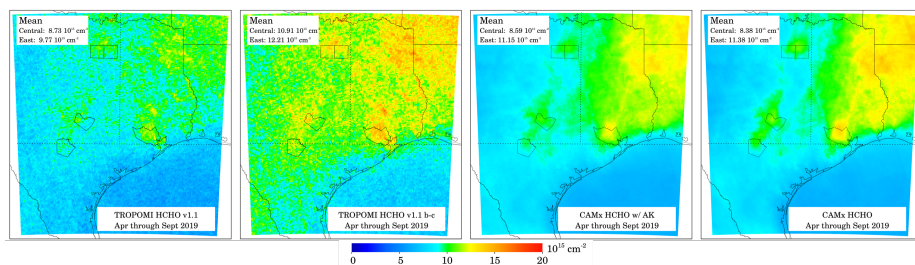 Mean
Central: 8.73 10¹⁵ cm⁻²
East: 9.77 10¹⁵ cm⁻²
TROPOMI HCHO v1.1
Apr through Sept 2019
Mean
Central: 10.91 10¹⁵ cm⁻²
East: 12.21 10¹⁵ cm⁻²
TROPOMI HCHO v1.1 b-c
Apr through Sept 2019
Mean
Central: 8.59 10¹⁵ cm⁻²
East: 11.15 10¹⁵ cm⁻²
CAMx HCHO w/ AK
Apr through Sept 2019
Mean
Central: 8.38 10¹⁵ cm⁻²
East: 11.38 10¹⁵ cm⁻²
CAMx HCHO
Apr through Sept 2019
0 5 10 15 20 10¹⁵ cm⁻²